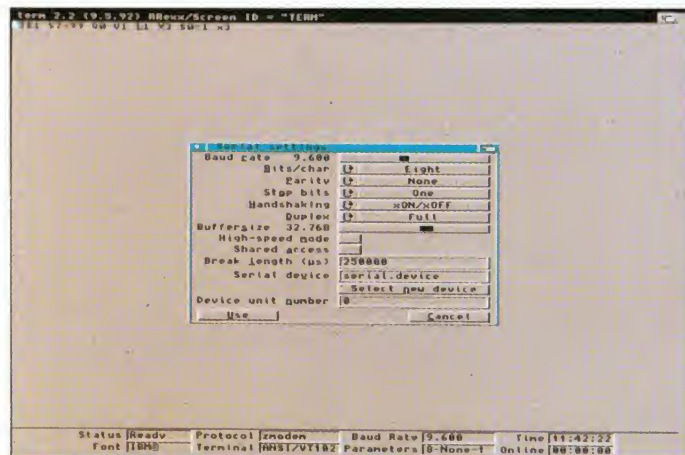 term 2.2 (9.5.92) ARexx/Screen ID = "TERM"
Serial settings
Baud rate 9.600
Bits/char Eight
Parity None
Stop bits One
Handshaking xON/xOFF
Duplex Full
Buffersize 32.768
High-speed mode
Shared access
Break length (µs) 250000
Serial device serial.device
Select new device
Device unit number 0
Use Cancel
Status Ready Protocol zmodem Baud Rate 9.600 Time 11:42:22
Font IBM® Terminal ANSI/VT102 Parameters 8-None-1 Online 00:00:00